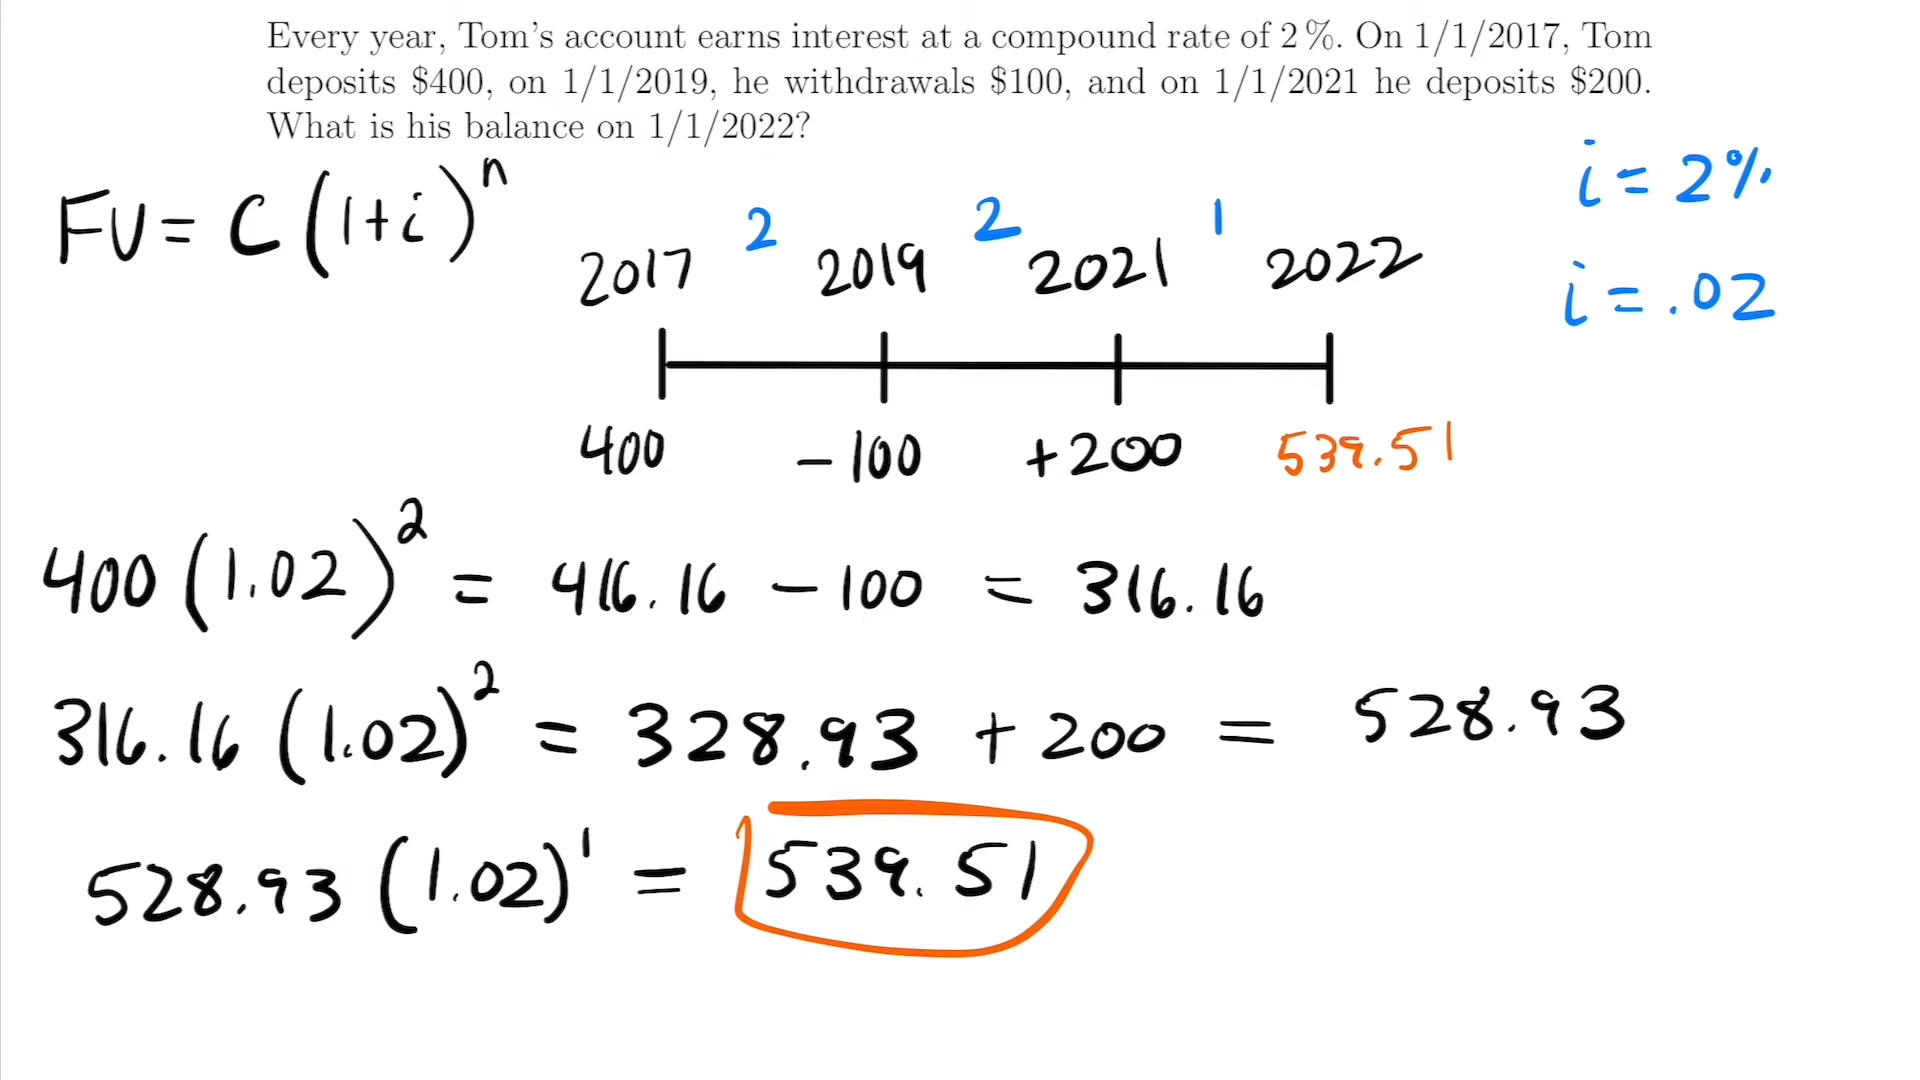 Every year, Tom's account earns interest at a compound rate of 2%. On 1/1/2017, Tom
deposits $400, on 1/1/2019, he withdrawals $100, and on 1/1/2021 he deposits $200.
What is his balance on 1/1/2022?
FV = C(1+i)^n
i = 2%
2 2 1
2017 2019 2021 2022
i = .02
400 -100 +200 539.51
400(1.02)^2 = 416.16 - 100 = 316.16
316.16(1.02)^2 = 328.93 + 200 = 528.93
528.93(1.02)^1 = 539.51